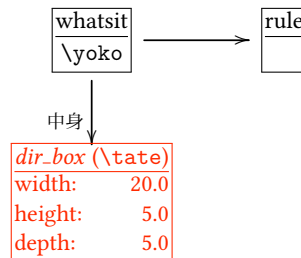 whatsit
\yoko
rule
中身
dir_box (\tate)
width: 20.0
height: 5.0
depth: 5.0